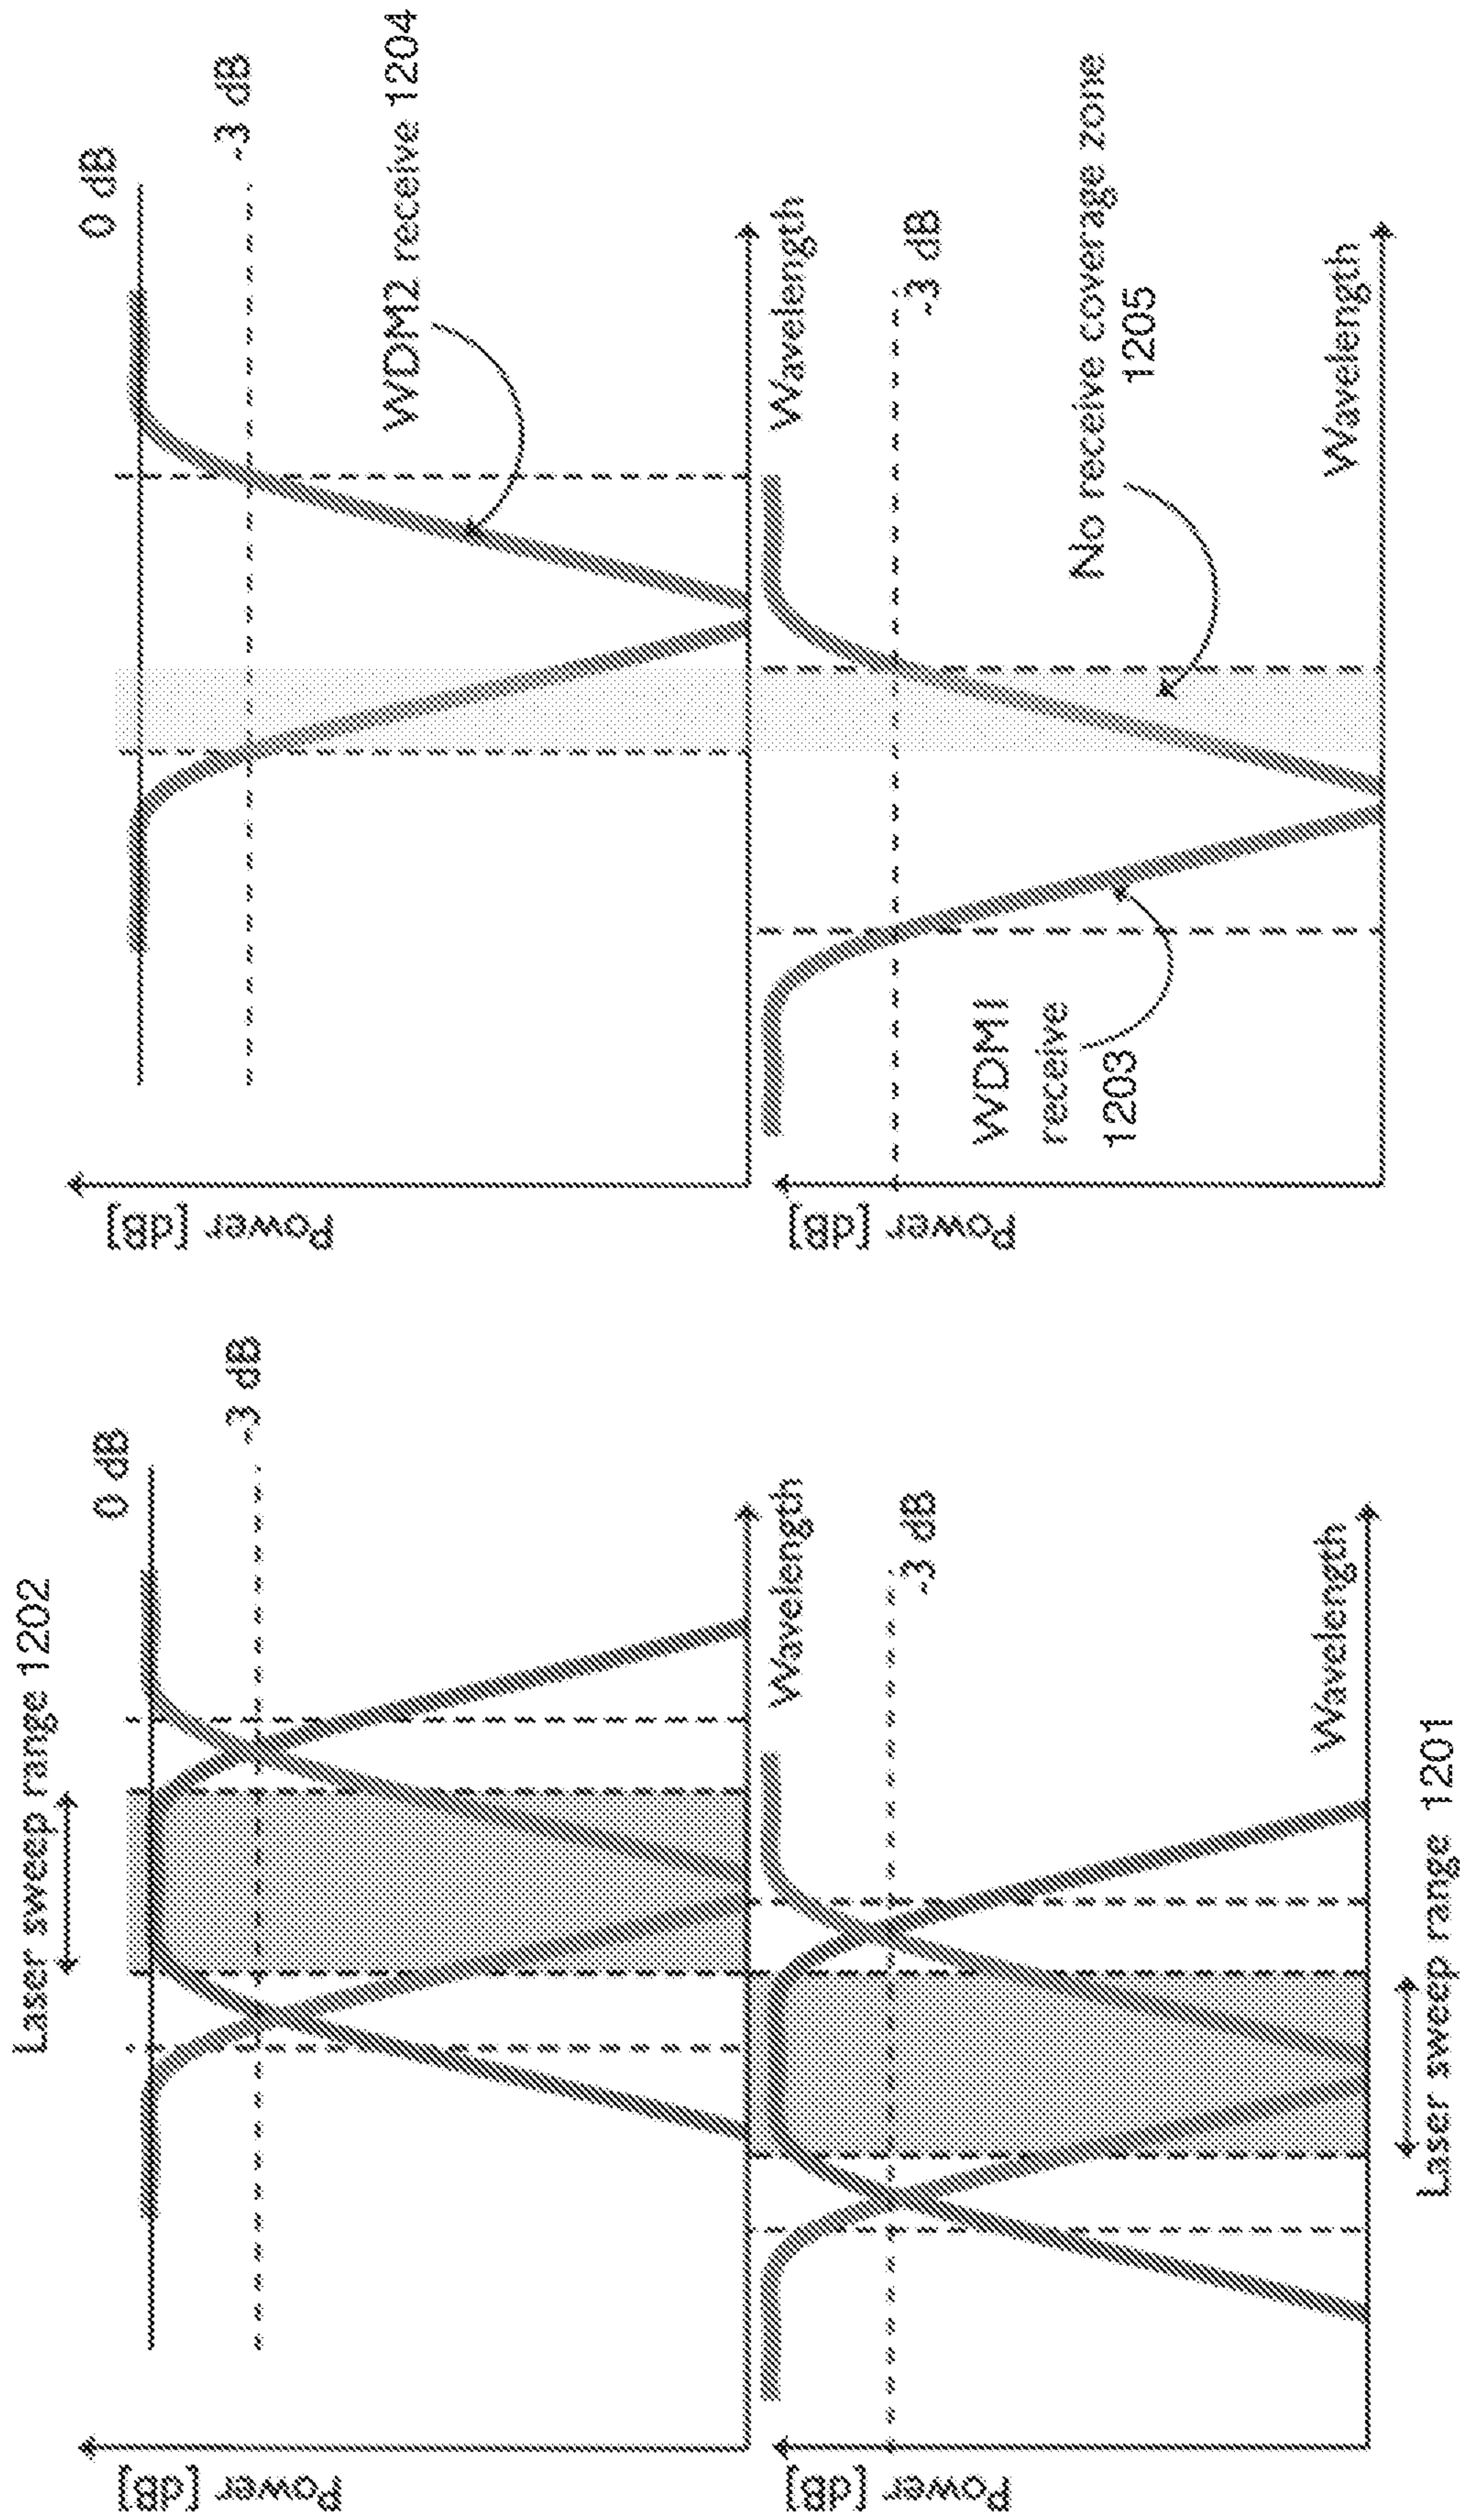 Laser sweep range 1202
0 dB
-3 dB
Power [dB]
Wavelength
-3 dB
Power [dB]
Wavelength
Laser sweep range 1201
0 dB
-3 dB
Power [dB]
WDM2 receive 1204
Wavelength
-3 dB
Power [dB]
WDM1
receive
1203
No receive coverage zone
1205
Wavelength